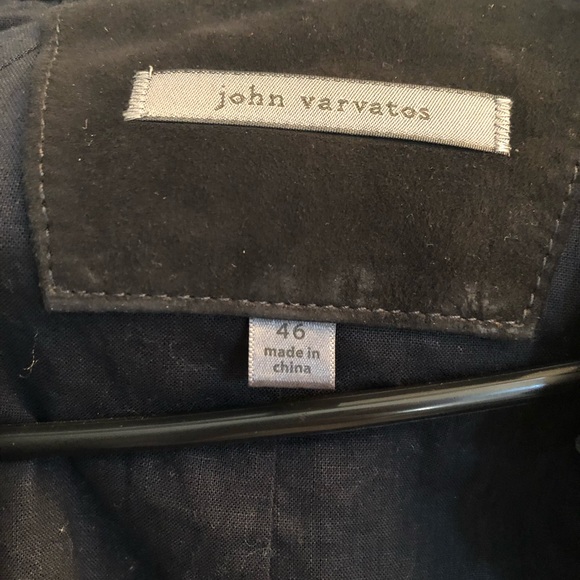 john varvatos
46
made in
china